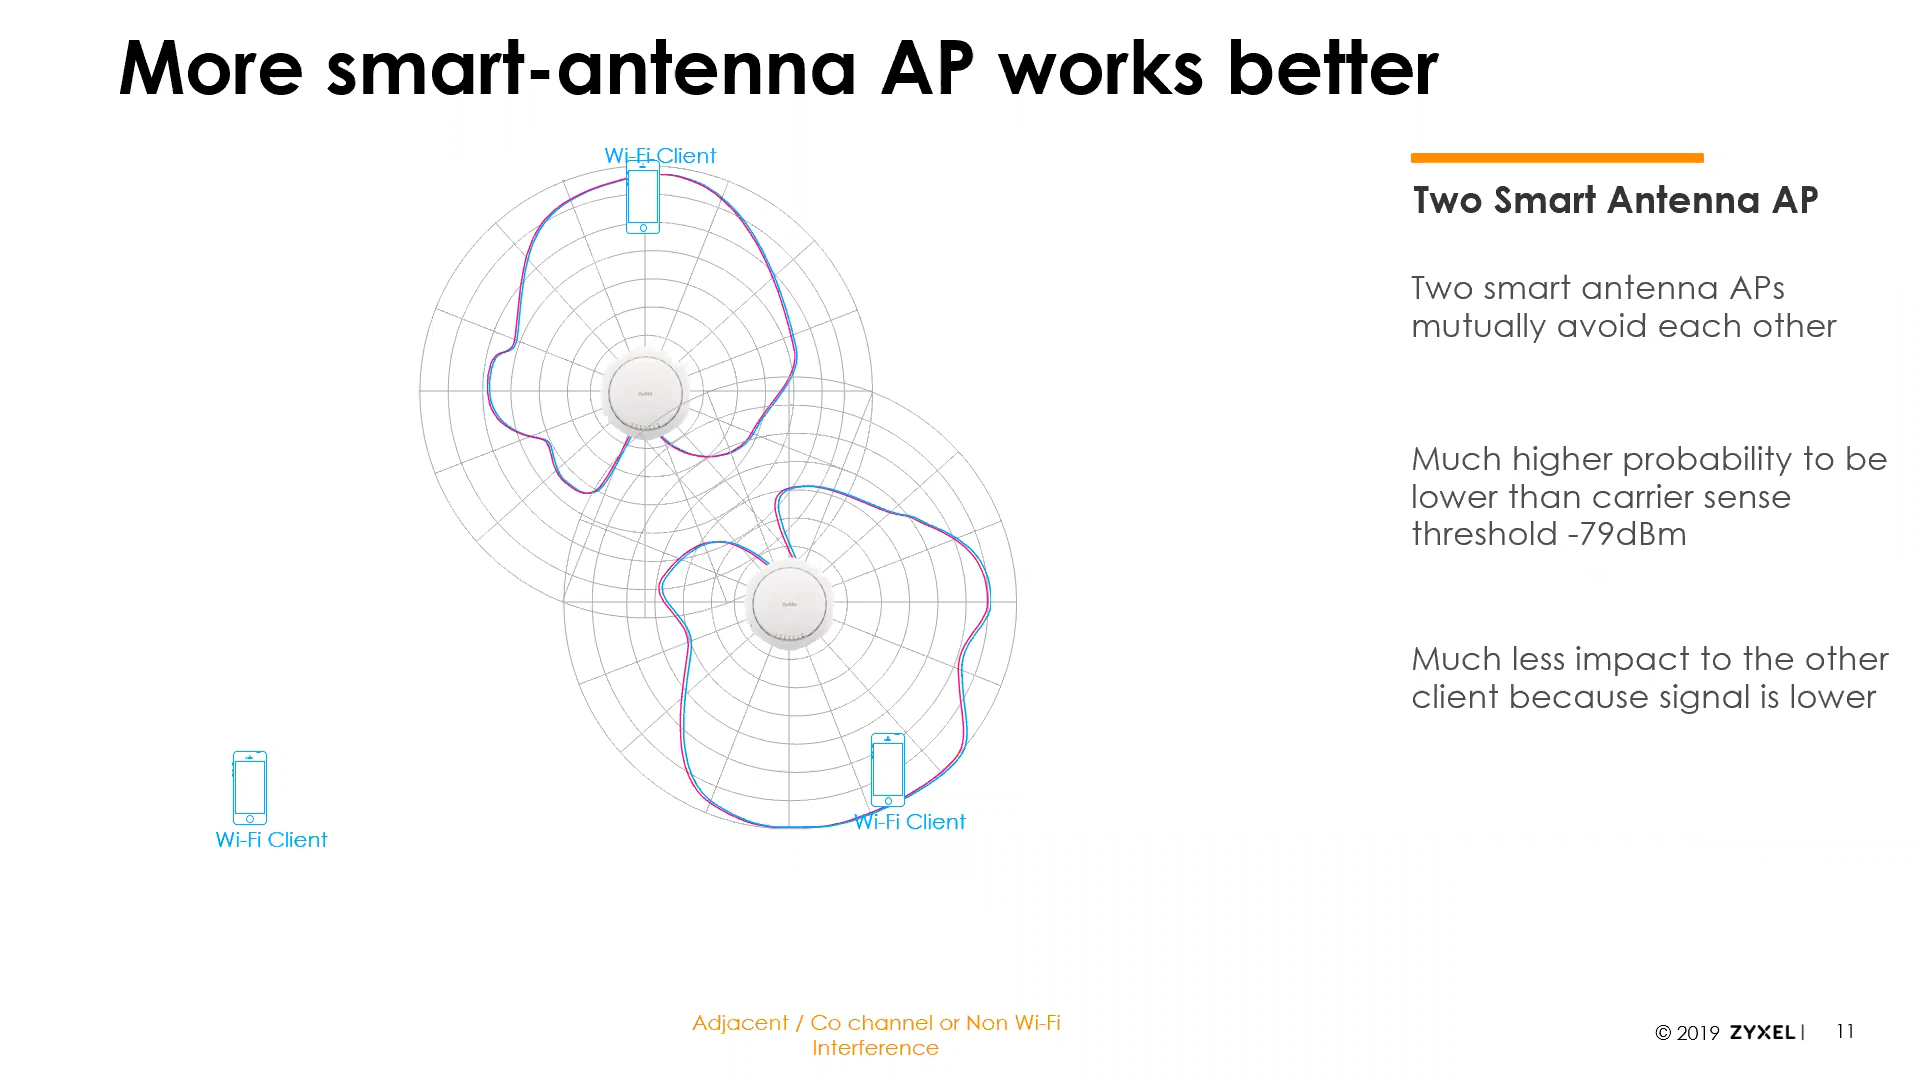 More smart-antenna AP works better
Wi-Fi Client
Two Smart Antenna AP
Two smart antenna APs
mutually avoid each other
Much higher probability to be
lower than carrier sense
threshold -79dBm
Much less impact to the other
client because signal is lower
Wi-Fi Client
Wi-Fi Client
Adjacent / Co channel or Non Wi-Fi
Interference
© 2019 ZYXEL | 11